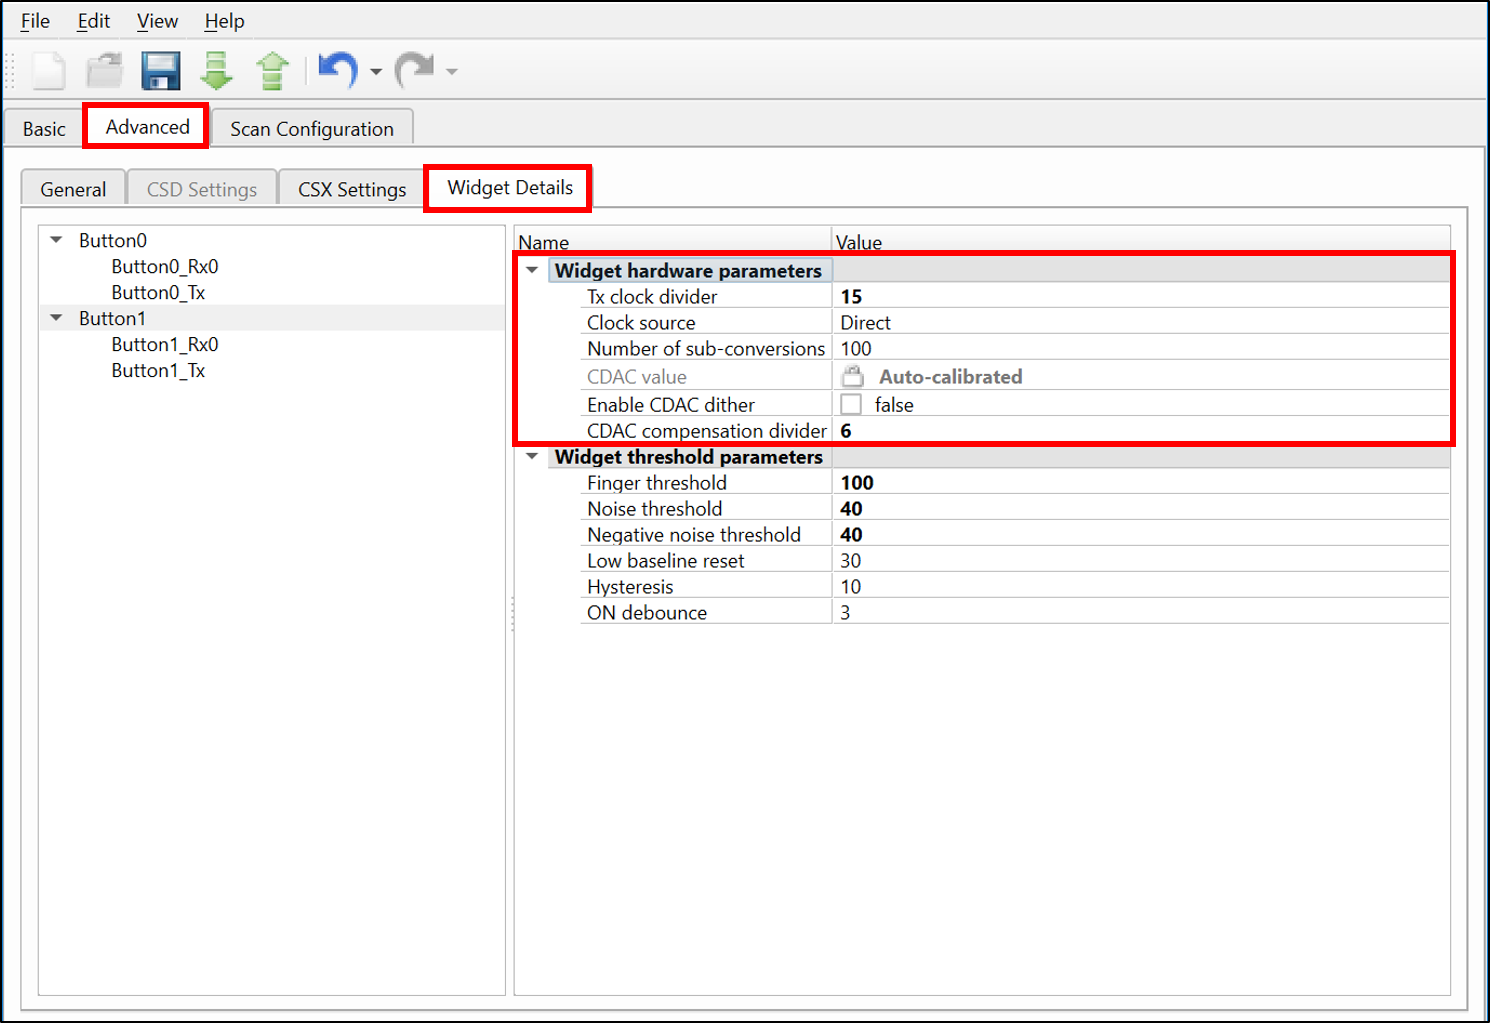 File Edit View Help
Basic Advanced Scan Configuration
General CSD Settings CSX Settings Widget Details
Button0
Button0_Rx0
Button0_Tx
Button1
Button1_Rx0
Button1_Tx
Name Value
Widget hardware parameters
Tx clock divider 15
Clock source Direct
Number of sub-conversions 100
CDAC value Auto-calibrated
Enable CDAC dither false
CDAC compensation divider 6
Widget threshold parameters
Finger threshold 100
Noise threshold 40
Negative noise threshold 40
Low baseline reset 30
Hysteresis 10
ON debounce 3